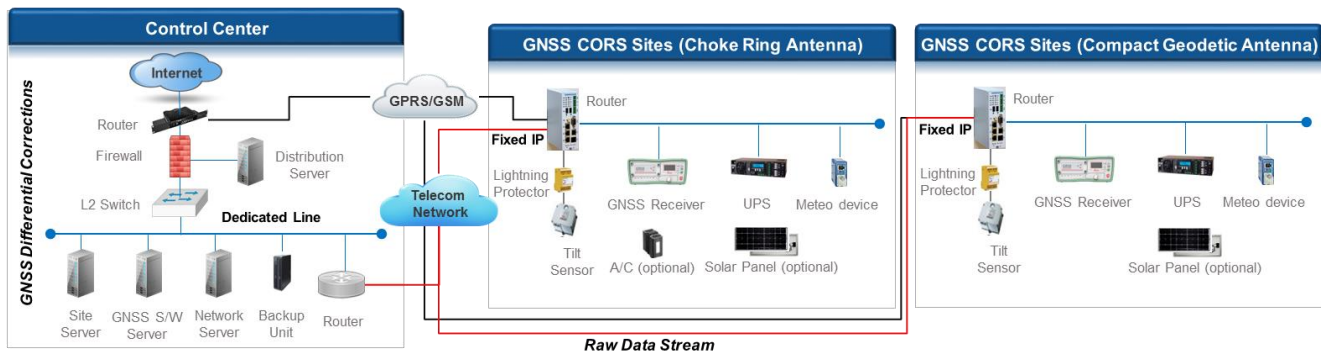 Control Center
GNSS Differential Corrections
Internet
Router
Firewall
Distribution
Server
L2 Switch
Dedicated Line
Site
Server
GNSS S/W
Server
Network
Server
Backup
Unit
Router
GPRS/GSM
Telecom
Network
Raw Data Stream
GNSS CORS Sites (Choke Ring Antenna)
Router
Fixed IP
Lightning
Protector
Tilt
Sensor
GNSS Receiver
UPS
Meteo device
A/C (optional)
Solar Panel (optional)
GNSS CORS Sites (Compact Geodetic Antenna)
Router
Fixed IP
Lightning
Protector
Tilt
Sensor
GNSS Receiver
UPS
Meteo device
Solar Panel (optional)